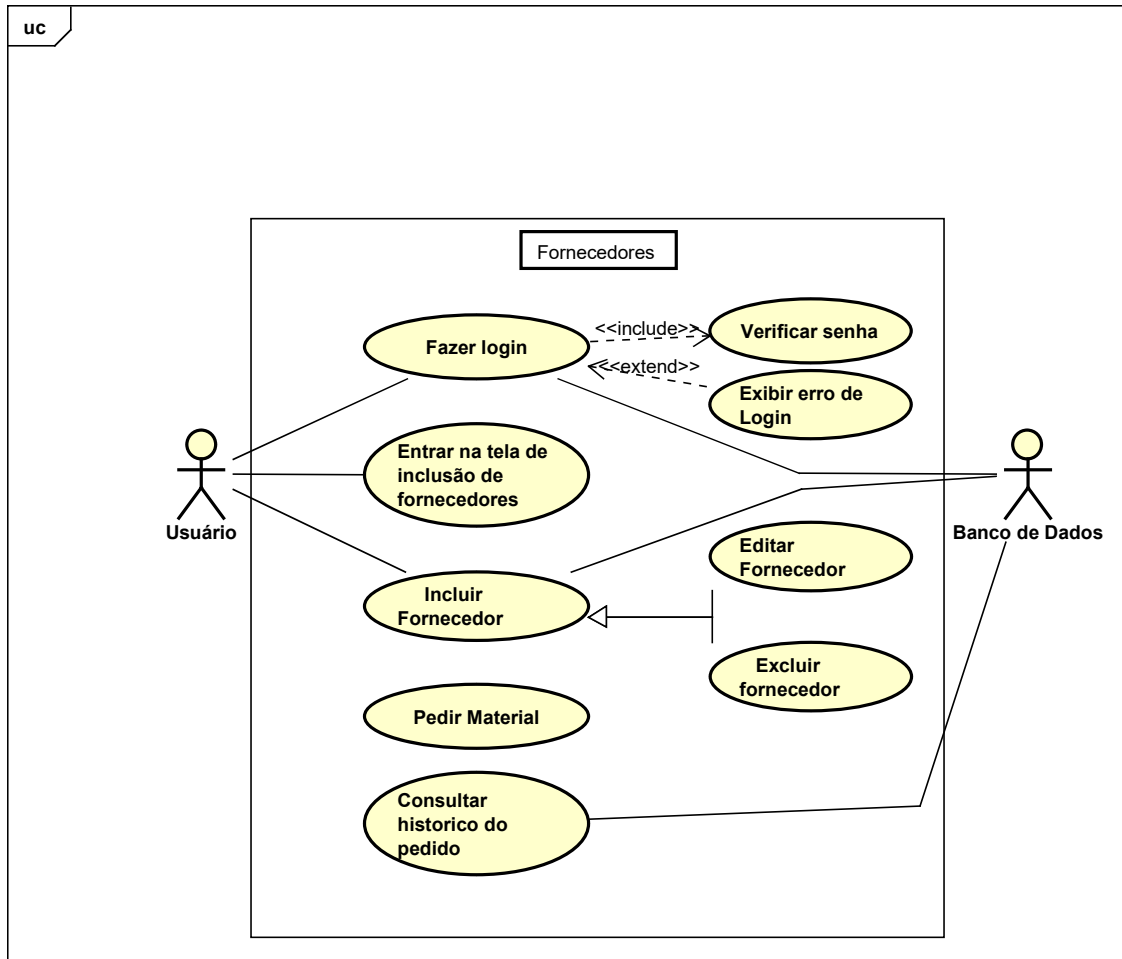 uc
Fornecedores
Fazer login
<<include>>
Verificar senha
<<extend>>
Exibir erro de
Login
Entrar na tela de
inclusão de
fornecedores
Usuário
Banco de Dados
Editar
Fornecedor
Incluir
Fornecedor
Excluir
fornecedor
Pedir Material
Consultar
historico do
pedido